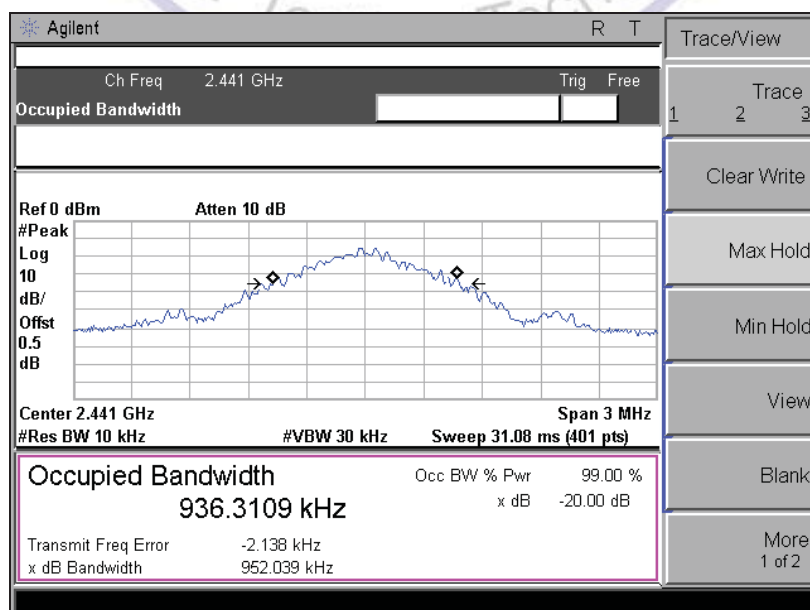 Agilent R T
Ch Freq 2.441 GHz Trig Free
Occupied Bandwidth
Ref 0 dBm Atten 10 dB
#Peak
Log
10
dB/
Offst
0.5
dB
Center 2.441 GHz Span 3 MHz
#Res BW 10 kHz #VBW 30 kHz Sweep 31.08 ms (401 pts)
Occupied Bandwidth Occ BW % Pwr 99.00 %
936.3109 kHz x dB -20.00 dB
Transmit Freq Error -2.138 kHz
x dB Bandwidth 952.039 kHz
Trace/View
Trace
1 2 3
Clear Write
Max Hold
Min Hold
View
Blank
More
1 of 2